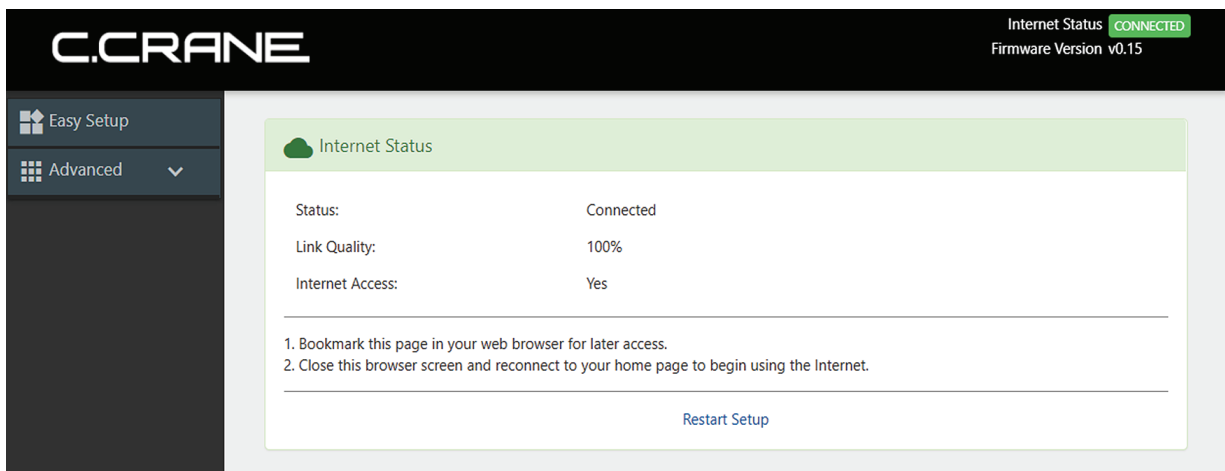 C.CRANE
Internet Status CONNECTED
Firmware Version v0.15
Easy Setup
Advanced
Internet Status
Status: Connected
Link Quality: 100%
Internet Access: Yes
1. Bookmark this page in your web browser for later access.
2. Close this browser screen and reconnect to your home page to begin using the Internet.
Restart Setup